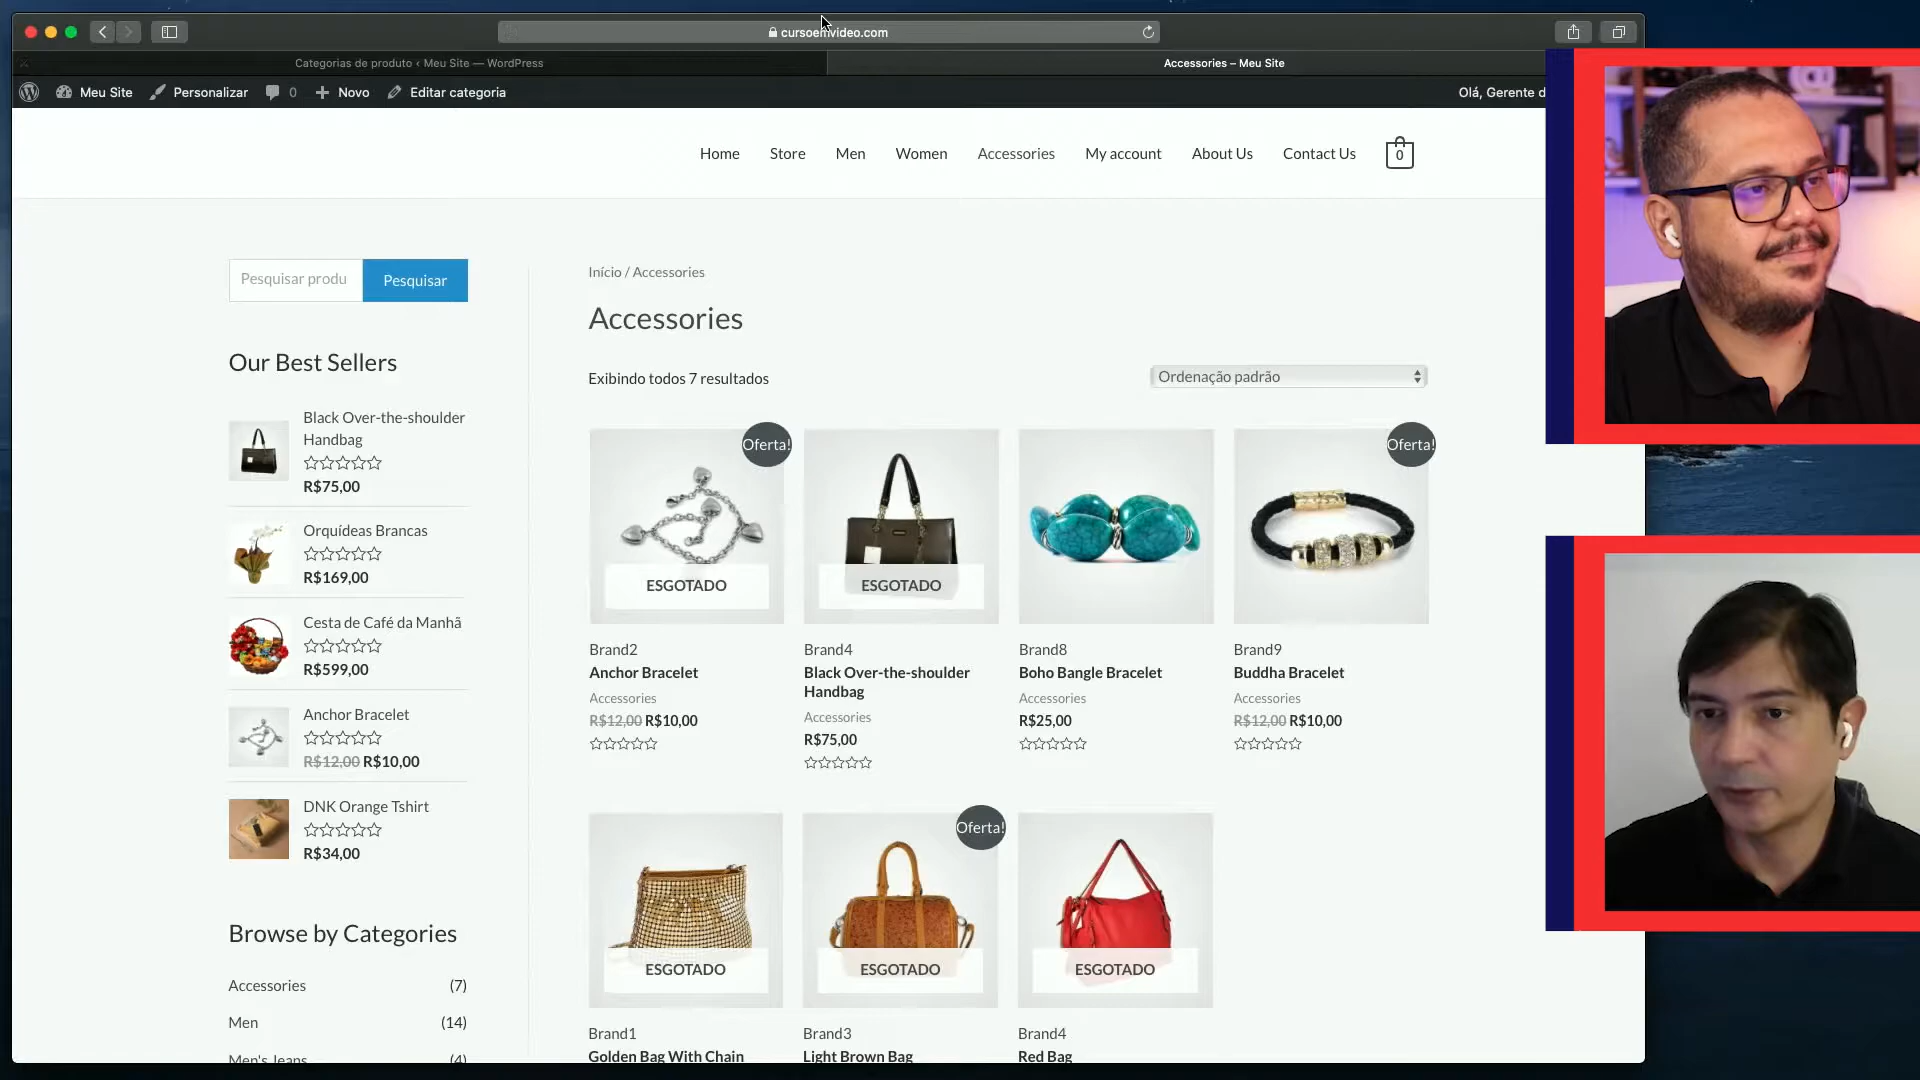 cursoemvideo.com
Categorias de produto ‹ Meu Site — WordPress
Accessories – Meu Site
Meu Site
Personalizar
0
Novo
Editar categoria
Olá, Gerente d
Home
Store
Men
Women
Accessories
My account
About Us
Contact Us
0
Pesquisar produ
Pesquisar
Our Best Sellers
Black Over-the-shoulder
Handbag
R$75,00
Orquídeas Brancas
R$169,00
Cesta de Café da Manhã
R$599,00
Anchor Bracelet
R$12,00 R$10,00
DNK Orange Tshirt
R$34,00
Browse by Categories
Accessories (7)
Men (14)
Men's Jeans (4)
Início / Accessories
Accessories
Exibindo todos 7 resultados
Ordenação padrão
Oferta!
ESGOTADO
Brand2
Anchor Bracelet
Accessories
R$12,00 R$10,00
ESGOTADO
Brand4
Black Over-the-shoulder
Handbag
Accessories
R$75,00
Brand8
Boho Bangle Bracelet
Accessories
R$25,00
Oferta!
Brand9
Buddha Bracelet
Accessories
R$12,00 R$10,00
ESGOTADO
Brand1
Golden Bag With Chain
Oferta!
ESGOTADO
Brand3
Light Brown Bag
ESGOTADO
Brand4
Red Bag